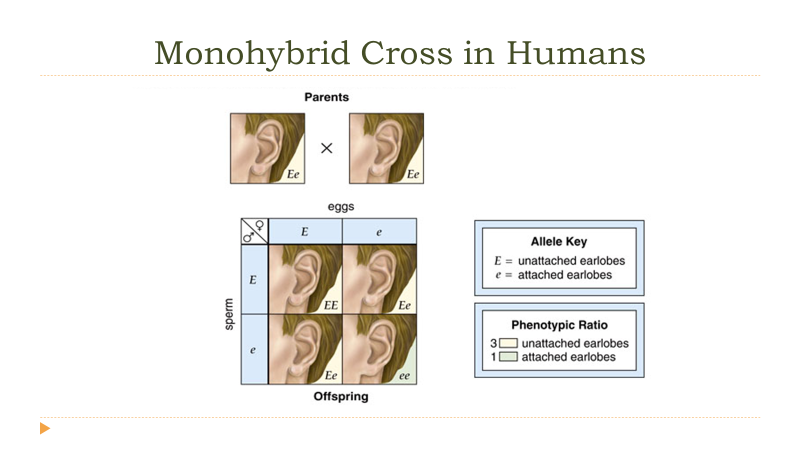 Monohybrid Cross in Humans
Parents
Ee × Ee
eggs
♂ ♀ E e
sperm
E EE Ee
e Ee ee
Offspring
Allele Key
E = unattached earlobes
e = attached earlobes
Phenotypic Ratio
3 unattached earlobes
1 attached earlobes